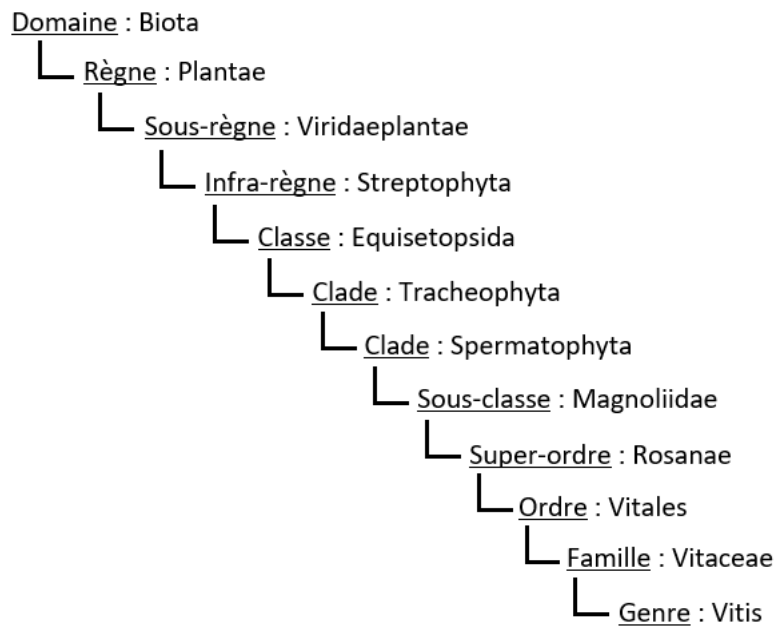 Domaine : Biota
Règne : Plantae
Sous-règne : Viridaeplantae
Infra-règne : Streptophyta
Classe : Equisetopsida
Clade : Tracheophyta
Clade : Spermatophyta
Sous-classe : Magnoliidae
Super-ordre : Rosanae
Ordre : Vitales
Famille : Vitaceae
Genre : Vitis